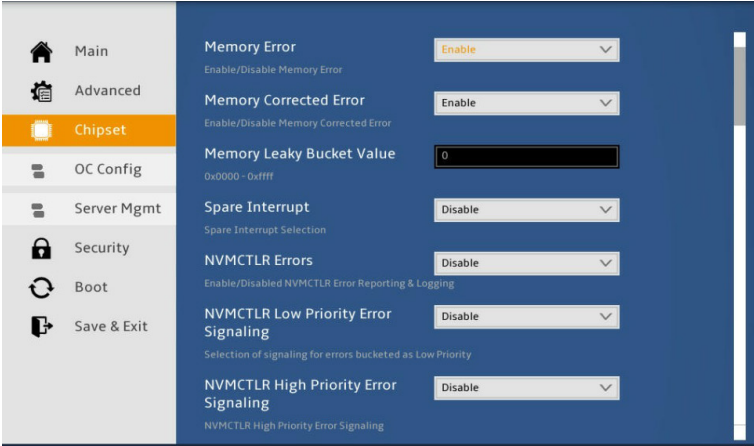 Main
Advanced
Chipset
OC Config
Server Mgmt
Security
Boot
Save & Exit
Memory Error
Enable
Enable/Disable Memory Error
Memory Corrected Error
Enable
Enable/Disable Memory Corrected Error
Memory Leaky Bucket Value
0
0x0000 - 0xffff
Spare Interrupt
Disable
Spare Interrupt Selection
NVMCTLR Errors
Disable
Enable/Disabled NVMCTLR Error Reporting & Logging
NVMCTLR Low Priority Error
Signaling
Disable
Selection of signaling for errors bucketed as Low Priority
NVMCTLR High Priority Error
Signaling
Disable
NVMCTLR High Priority Error Signaling